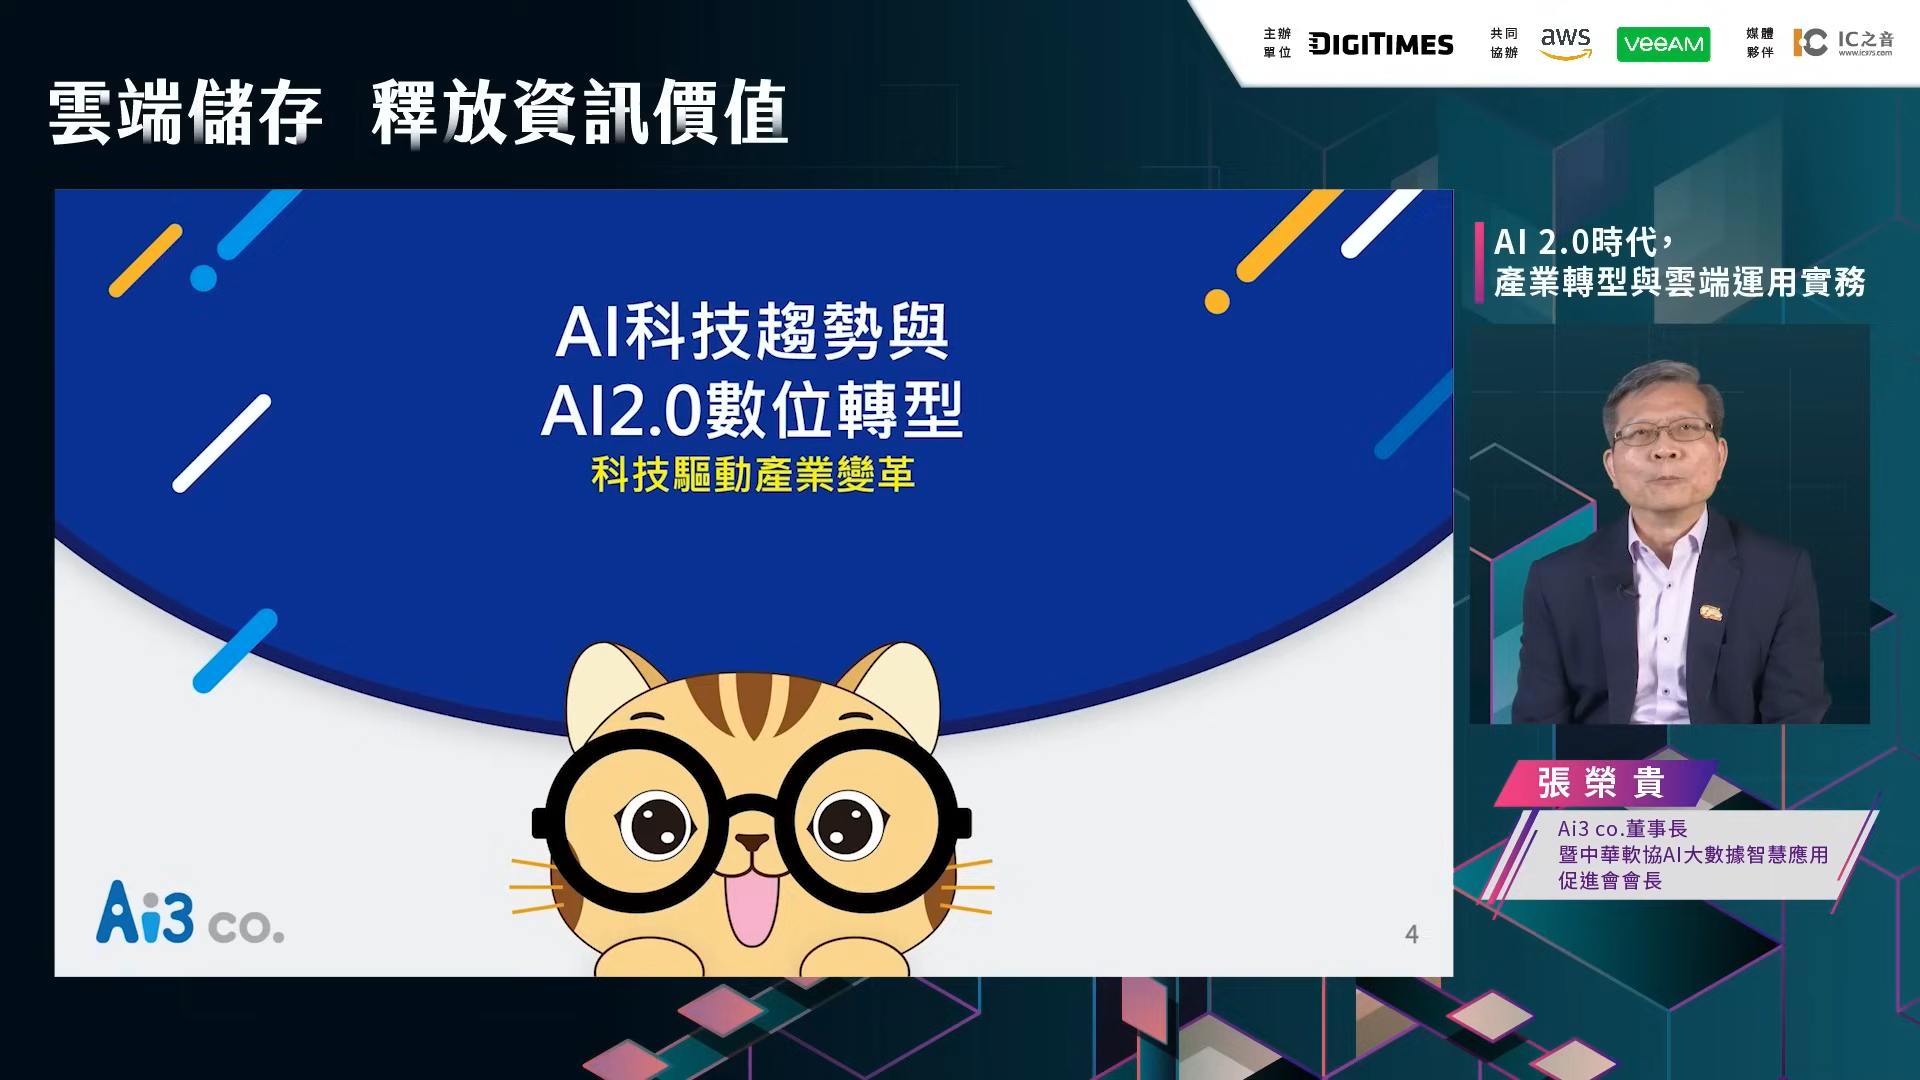 主辦
單位
DIGITIMES
共同
協辦
aws
veeAM
媒體
夥伴
IC之音
www.ic975.com
雲端儲存 釋放資訊價值
AI科技趨勢與
AI2.0數位轉型
科技驅動產業變革
Ai3 co.
4
AI 2.0時代，
產業轉型與雲端運用實務
張榮貴
Ai3 co.董事長
暨中華軟協AI大數據智慧應用
促進會會長